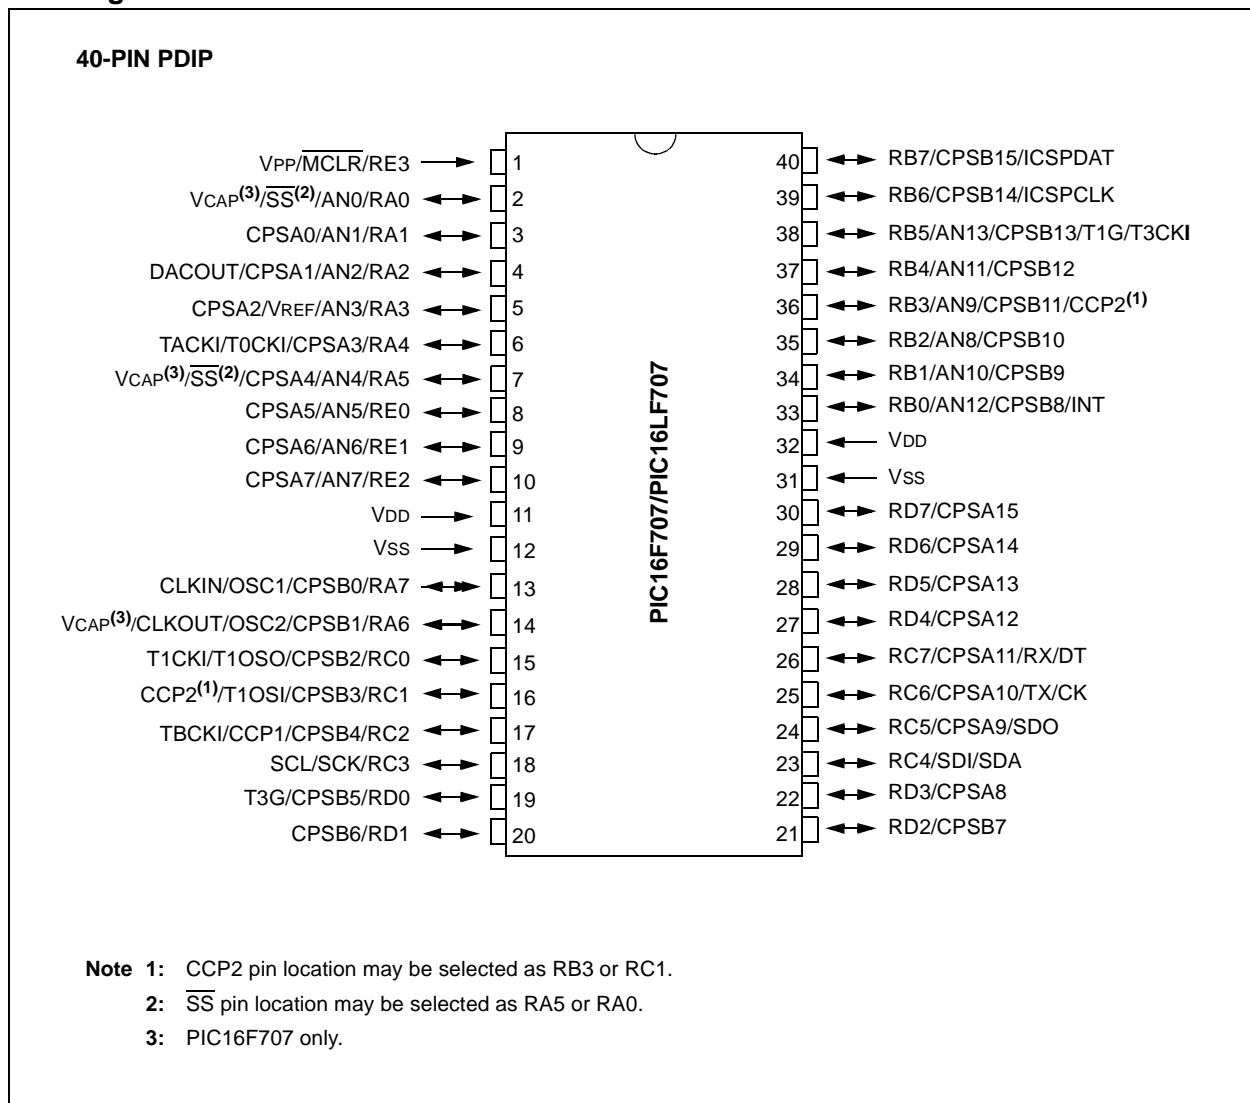 40-PIN PDIP
VPP/MCLR/RE3 1
VCAP(3)/SS(2)/AN0/RA0 2
CPSA0/AN1/RA1 3
DACOUT/CPSA1/AN2/RA2 4
CPSA2/VREF/AN3/RA3 5
TACKI/T0CKI/CPSA3/RA4 6
VCAP(3)/SS(2)/CPSA4/AN4/RA5 7
CPSA5/AN5/RE0 8
CPSA6/AN6/RE1 9
CPSA7/AN7/RE2 10
VDD 11
VSS 12
CLKIN/OSC1/CPSB0/RA7 13
VCAP(3)/CLKOUT/OSC2/CPSB1/RA6 14
T1CKI/T1OSO/CPSB2/RC0 15
CCP2(1)/T1OSI/CPSB3/RC1 16
TBCKI/CCP1/CPSB4/RC2 17
SCL/SCK/RC3 18
T3G/CPSB5/RD0 19
CPSB6/RD1 20
PIC16F707/PIC16LF707
40 RB7/CPSB15/ICSPDAT
39 RB6/CPSB14/ICSPCLK
38 RB5/AN13/CPSB13/T1G/T3CKI
37 RB4/AN11/CPSB12
36 RB3/AN9/CPSB11/CCP2(1)
35 RB2/AN8/CPSB10
34 RB1/AN10/CPSB9
33 RB0/AN12/CPSB8/INT
32 VDD
31 VSS
30 RD7/CPSA15
29 RD6/CPSA14
28 RD5/CPSA13
27 RD4/CPSA12
26 RC7/CPSA11/RX/DT
25 RC6/CPSA10/TX/CK
24 RC5/CPSA9/SDO
23 RC4/SDI/SDA
22 RD3/CPSA8
21 RD2/CPSB7
Note 1: CCP2 pin location may be selected as RB3 or RC1.
2: SS pin location may be selected as RA5 or RA0.
3: PIC16F707 only.